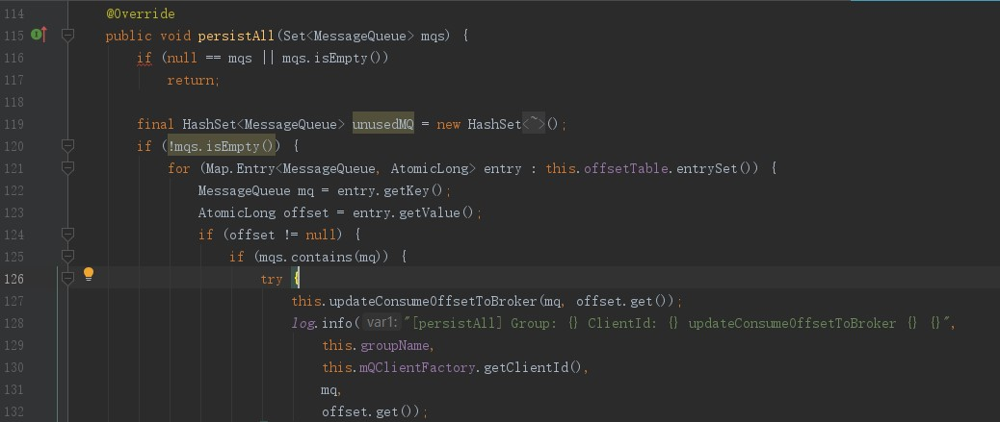 114 @Override
115 public void persistAll(Set<MessageQueue> mqs) {
116 if (null == mqs || mqs.isEmpty())
117 return;
118
119 final HashSet<MessageQueue> unusedMQ = new HashSet<~>();
120 if (!mqs.isEmpty()) {
121 for (Map.Entry<MessageQueue, AtomicLong> entry : this.offsetTable.entrySet()) {
122 MessageQueue mq = entry.getKey();
123 AtomicLong offset = entry.getValue();
124 if (offset != null) {
125 if (mqs.contains(mq)) {
126 try {
127 this.updateConsumeOffsetToBroker(mq, offset.get());
128 log.info( var1: "[persistAll] Group: {} ClientId: {} updateConsumeOffsetToBroker {} {}",
129 this.groupName,
130 this.mQClientFactory.getClientId(),
131 mq,
132 offset.get());